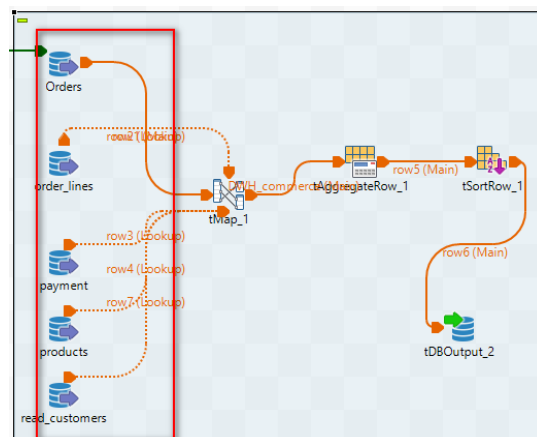 Orders
order_lines
row3 (Lookup)
payment
row4 (Lookup)
row7 (Lookup)
products
read_customers
tMap_1
tAggregateRow_1
row5 (Main)
tSortRow_1
row6 (Main)
tDBOutput_2